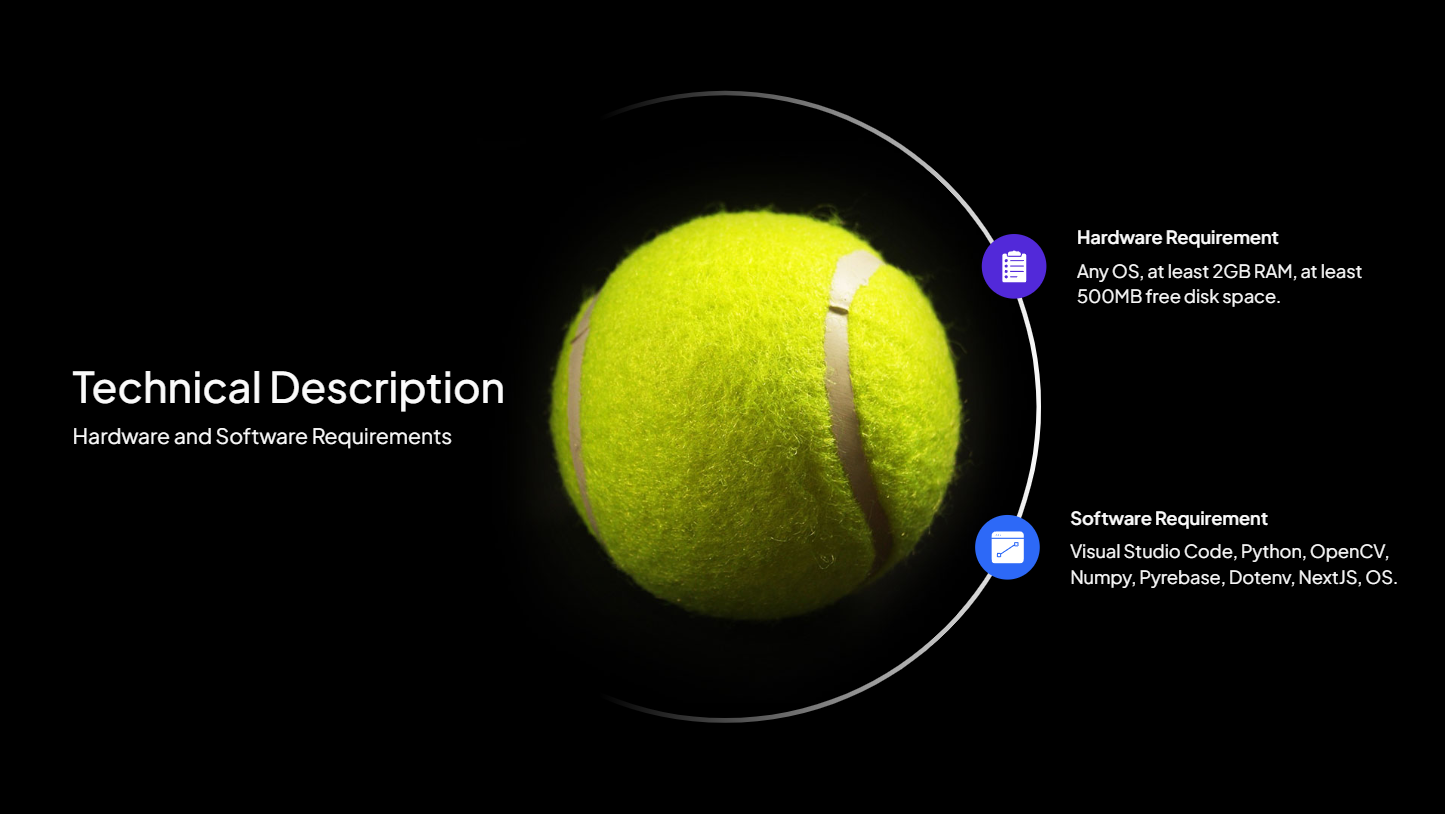 Technical Description
Hardware and Software Requirements
Hardware Requirement
Any OS, at least 2GB RAM, at least
500MB free disk space.
Software Requirement
Visual Studio Code, Python, OpenCV,
Numpy, Pyrebase, Dotenv, NextJS, OS.